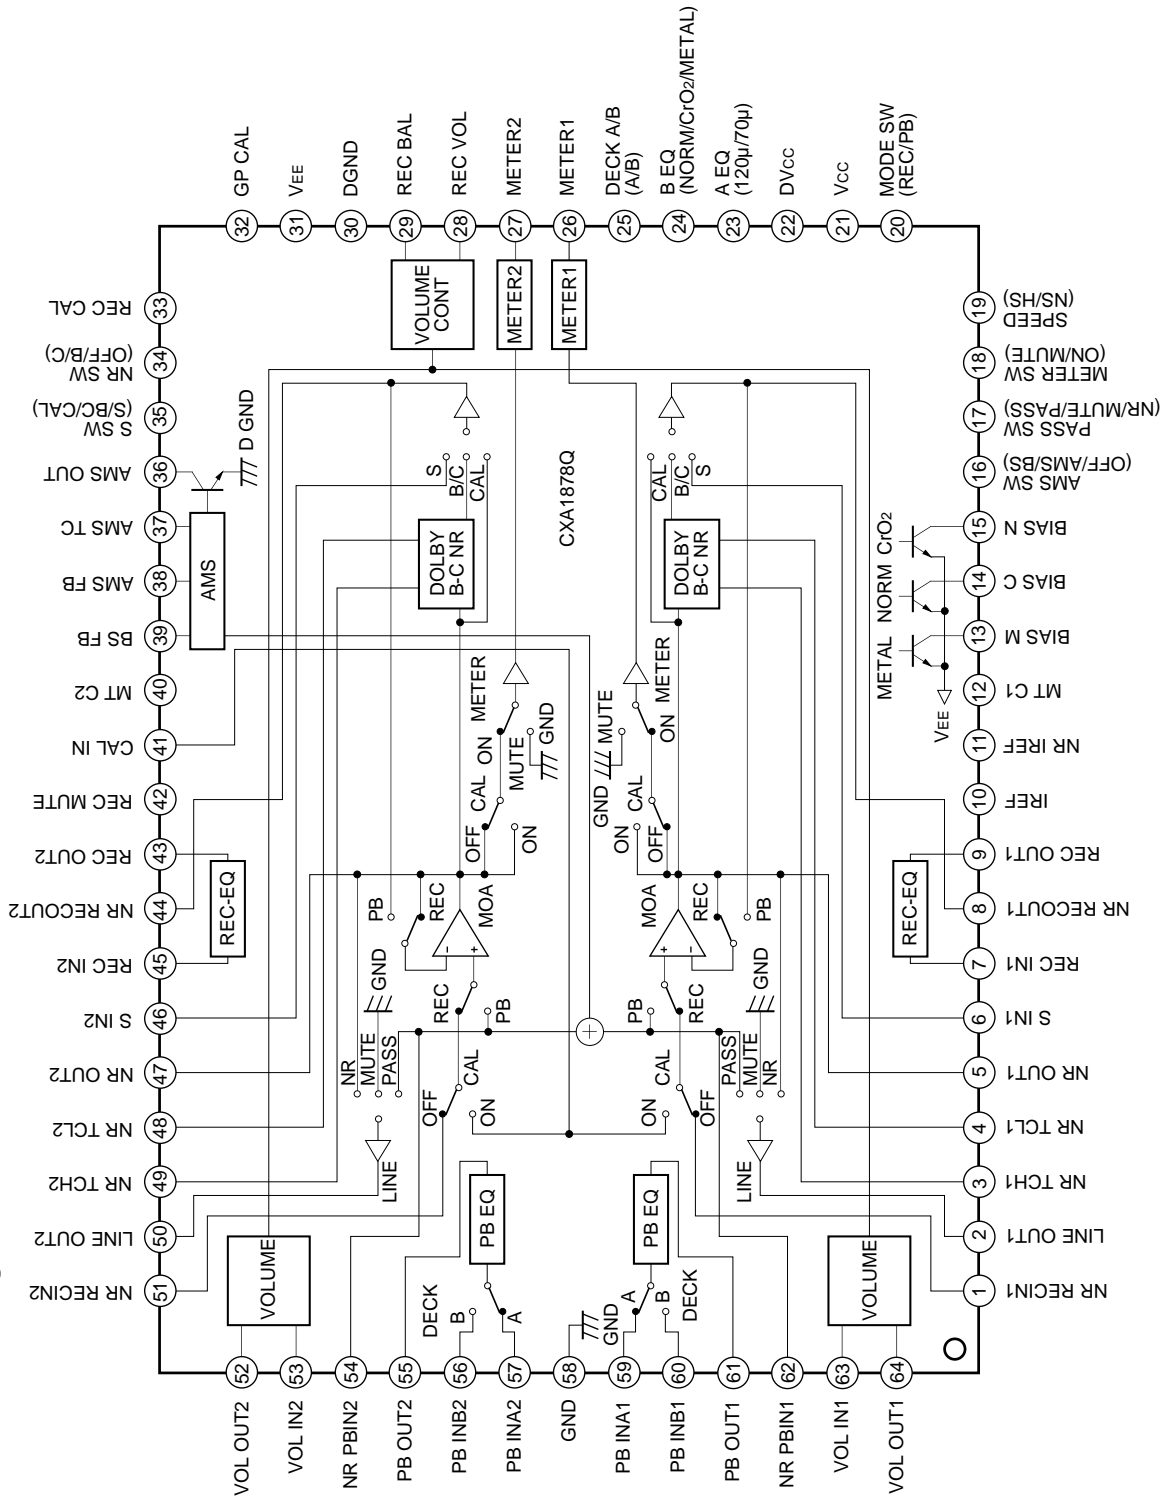 32 GP CAL
31 VEE
30 DGND
29 REC BAL
28 REC VOL
27 METER2
26 METER1
25 DECK A/B
(A/B)
24 B EQ
(NORM/CrO2/METAL)
23 A EQ
(120μ/70μ)
22 DVCC
21 VCC
20 MODE SW
(REC/PB)
33 REC CAL
34 NR SW
(OFF/B/C)
35 S SW
(S/BC/CAL)
36 AMS OUT
37 AMS TC
38 AMS FB
39 BS FB
40 MT C2
41 CAL IN
42 REC MUTE
43 REC OUT2
44 NR RECOUT2
45 REC IN2
46 S IN2
47 NR OUT2
48 NR TCL2
49 NR TCH2
50 LINE OUT2
51 NR RECIN2
19 SPEED
(NS/HS)
18 METER SW
(ON/MUTE)
17 PASS SW
(NR/MUTE/PASS)
16 AMS SW
(OFF/AMS/BS)
15 BIAS N
14 BIAS C
13 BIAS M
12 MT C1
11 NR IREF
10 IREF
9 REC OUT1
8 NR RECOUT1
7 REC IN1
6 S IN1
5 NR OUT1
4 NR TCL1
3 NR TCH1
2 LINE OUT1
1 NR RECIN1
52 VOL OUT2
53 VOL IN2
54 NR PBIN2
55 PB OUT2
56 PB INB2
57 PB INA2
58 GND
59 PB INA1
60 PB INB1
61 PB OUT1
62 NR PBIN1
63 VOL IN1
64 VOL OUT1
VOLUME
CONT
METER2
METER1
D GND
AMS
S
B/C
CAL
CXA1878Q
CAL
B/C
S
DOLBY
B-C NR
DOLBY
B-C NR
METAL
NORM
CrO2
VEE
METER
ON
MUTE
GND
CAL
OFF
ON
GND
MUTE
METER
ON
CAL
ON
OFF
REC-EQ
REC-EQ
PB
REC
MOA
- +
MOA
+ -
REC
PB
GND
REC
PB
REC
PB
GND
NR
MUTE
PASS
OFF
CAL
ON
CAL
ON
OFF
PASS
MUTE
NR
LINE
LINE
PB EQ
PB EQ
VOLUME
VOLUME
DECK
B
A
GND
A
B
DECK